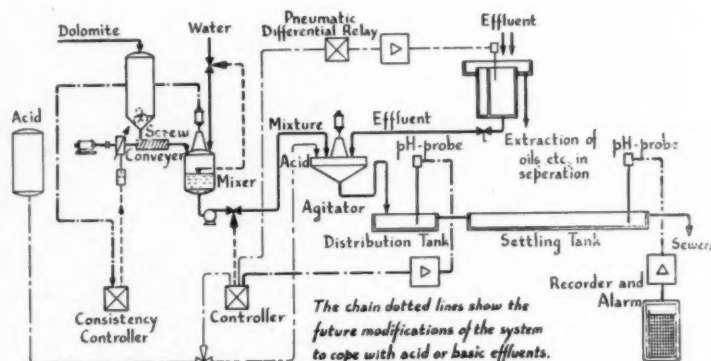 Dolomite
Water
Pneumatic
Differential Relay
Effluent
Acid
Screw
Conveyer
Mixer
Mixture
Acid
Effluent
Agitator
pH-probe
Extraction of
oils etc. in
seperation
pH-probe
Distribution Tank
Settling Tank
Sewers
Consistency
Controller
Controller
Recorder and
Alarm
The chain dotted lines show the
future modifications of the system
to cope with acid or basic effluents.